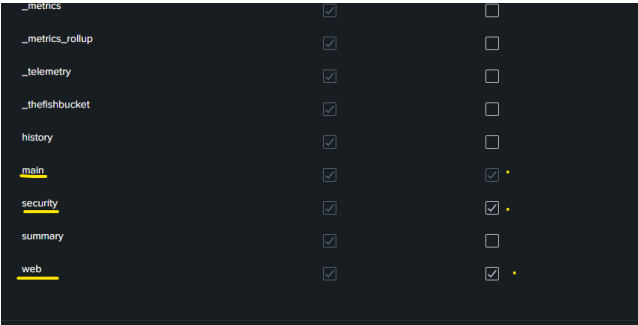 _metrics
_metrics_rollup
_telemetry
_thefishbucket
history
main
security
summary
web